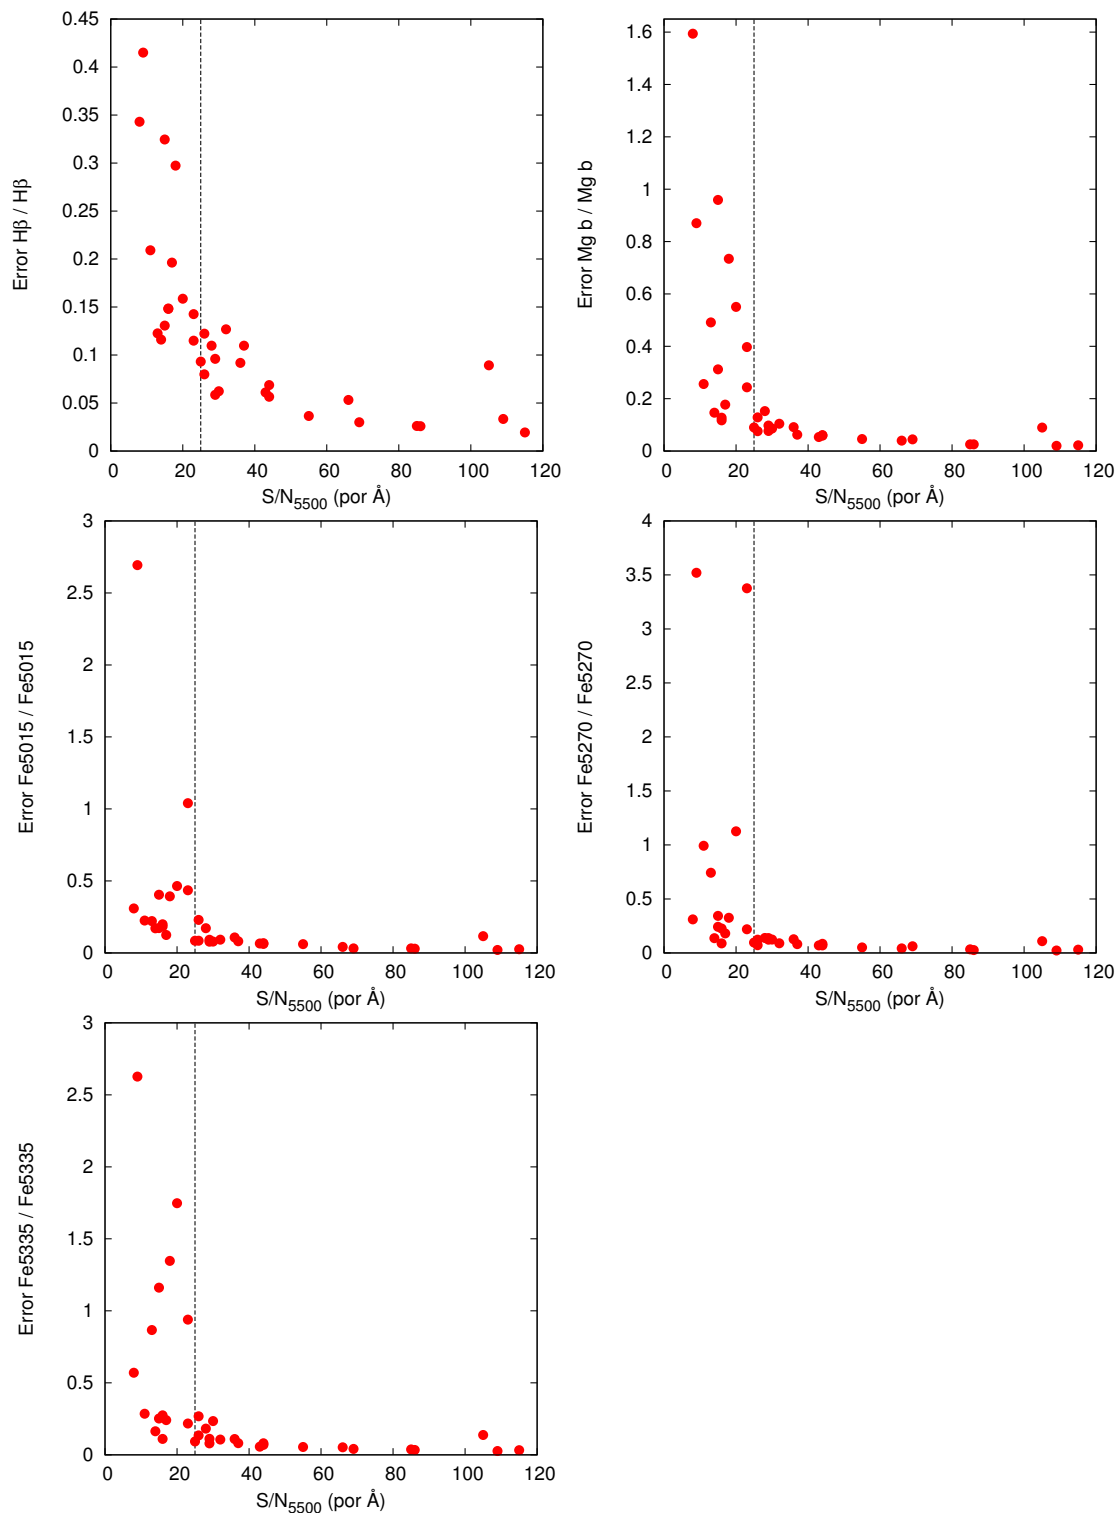 0.45
0.4
0.35
0.3
0.25
0.2
0.15
0.1
0.05
0
Error Hβ / Hβ
0 20 40 60 80 100 120
S/N5500 (por Å)
1.6
1.4
1.2
1
0.8
0.6
0.4
0.2
0
Error Mg b / Mg b
0 20 40 60 80 100 120
S/N5500 (por Å)
3
2.5
2
1.5
1
0.5
0
Error Fe5015 / Fe5015
0 20 40 60 80 100 120
S/N5500 (por Å)
4
3.5
3
2.5
2
1.5
1
0.5
0
Error Fe5270 / Fe5270
0 20 40 60 80 100 120
S/N5500 (por Å)
3
2.5
2
1.5
1
0.5
0
Error Fe5335 / Fe5335
0 20 40 60 80 100 120
S/N5500 (por Å)